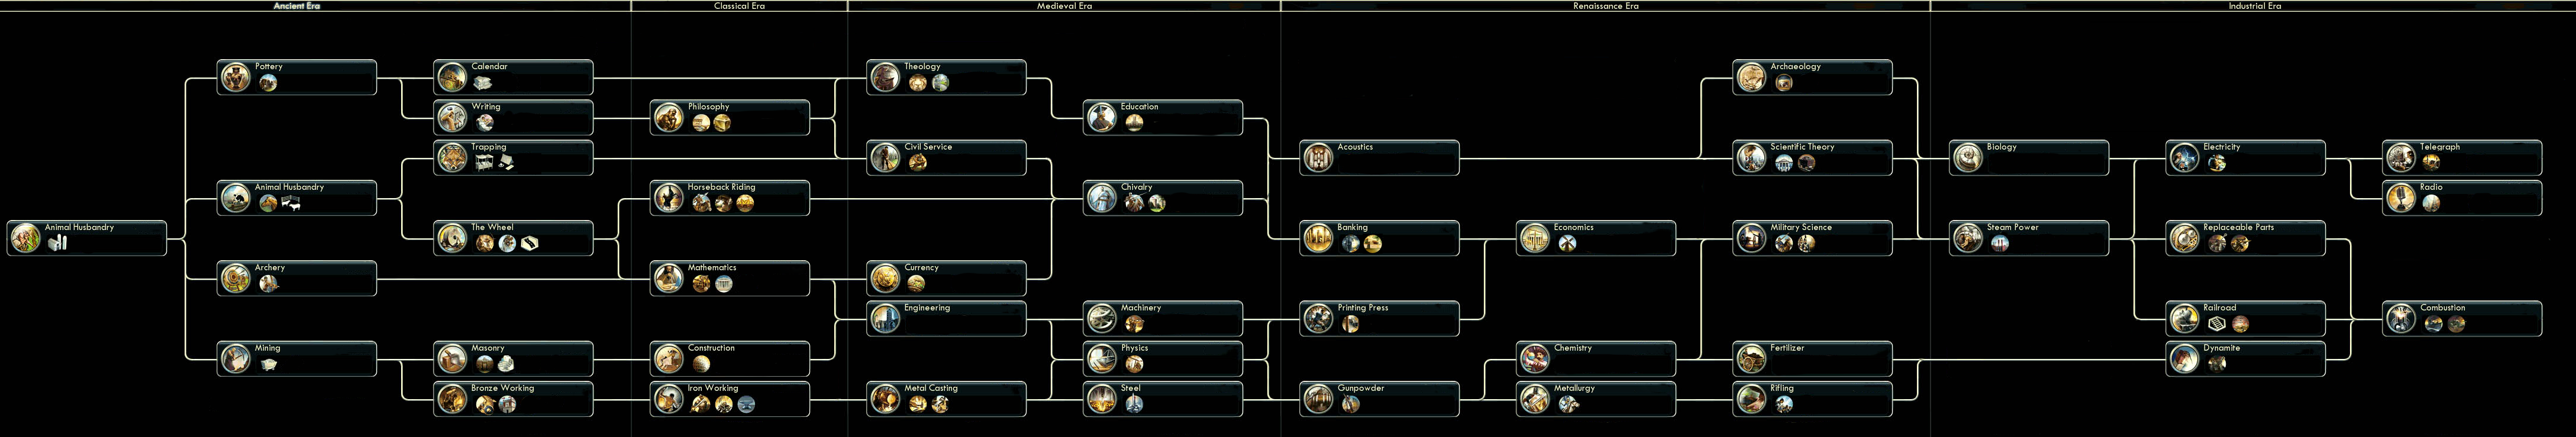 Ancient Era
Classical Era
Medieval Era
Renaissance Era
Industrial Era
Animal Husbandry
Pottery
Animal Husbandry
Archery
Mining
Calendar
Writing
Trapping
The Wheel
Masonry
Bronze Working
Philosophy
Horseback Riding
Mathematics
Construction
Iron Working
Theology
Civil Service
Currency
Engineering
Metal Casting
Education
Chivalry
Machinery
Physics
Steel
Acoustics
Banking
Printing Press
Gunpowder
Economics
Chemistry
Metallurgy
Archaeology
Scientific Theory
Military Science
Fertilizer
Rifling
Biology
Steam Power
Electricity
Replaceable Parts
Railroad
Dynamite
Telegraph
Radio
Combustion